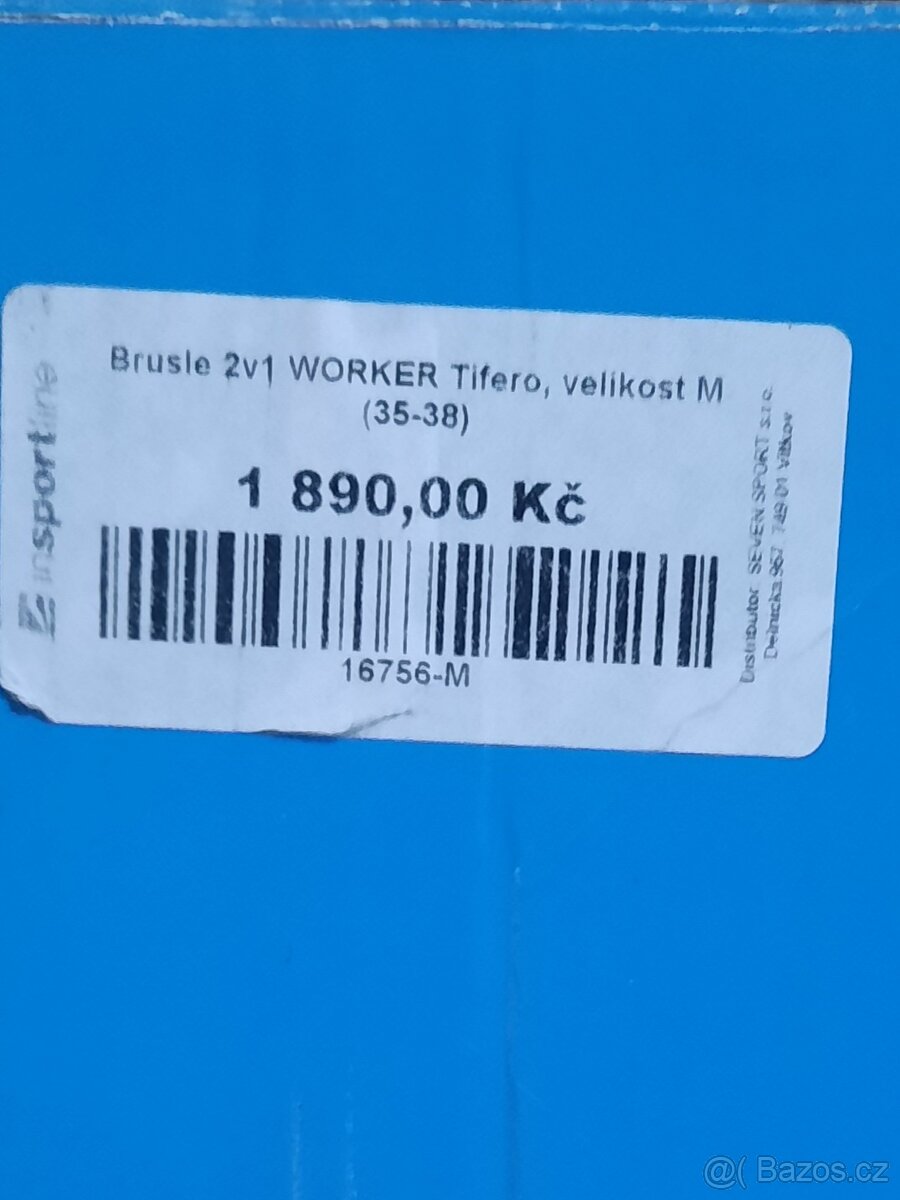 Brusle 2v1 WORKER Tifero, velikost M
(35-38)
1 890,00 Kč
16756-M
insportline
Distributor SEVEN SPORT s.r.o.
Dělnická 957 749 01 Vítkov
@( Bazos.cz